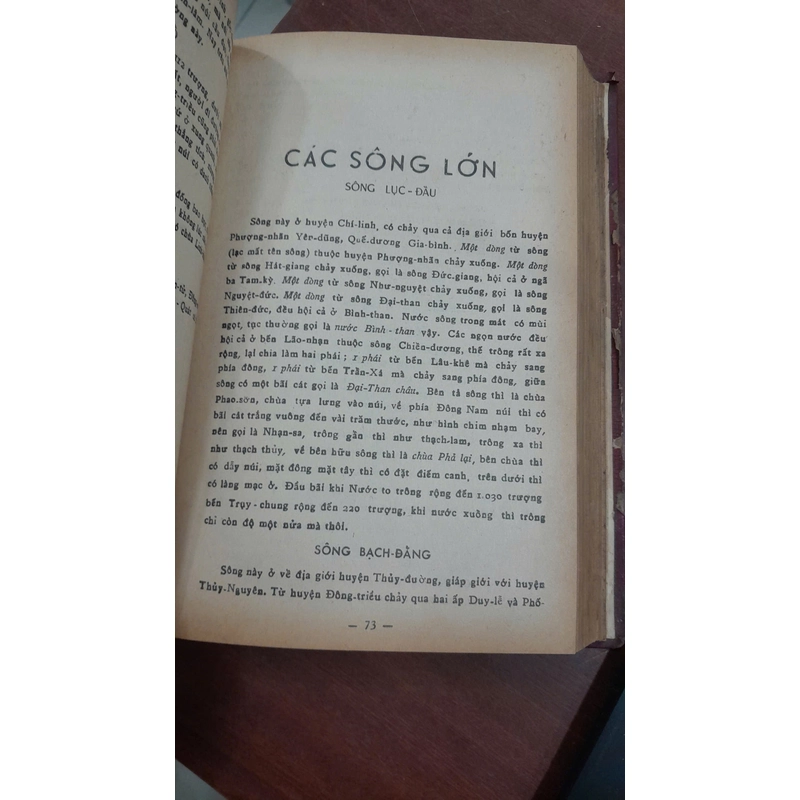 CÁC SÔNG LỚN
SÔNG LỤC-ĐẦU
Sông này ở huyện Chí-linh, có chảy qua cả địa giới bốn huyện
Phượng-nhãn Yên-dũng, Quế.dương Gia-bình. Một dòng từ sông
(lạc mất tên sông) thuộc huyện Phượng-nhãn chảy xuống. Một dòng
từ sông Hát-giang chảy xuống, gọi là sông Đức.giang, hội cả ở ngã
ba Tam.kỳ. Một dòng từ sông Như-nguyệt chảy xuống, gọi là sông
Nguyệt-đức. Một dòng từ sông Đại-than chảy xuống, gọi là sông
Thiên-đức, đều hội cả ở Bình-than. Nước sông trong mát có mùi
ngọt, tục thường gọi là nước Bình-than vậy. Các ngọn nước đều
hội cả ở bến Lão-nhạn thuộc sông Chiền-dương, thế trông rất xa
rộng, lại chia làm hai phái ; 1 phái từ bến Lâu-khê mà chảy sang
phía đông, 1 phái từ bến Trần-Xá mà chảy sang phía đông, giữa
sông có một bãi cát gọi là Đại-Than châu. Bên tả sông thì là chùa
Phao.sơn, chùa tựa lưng vào núi, về phía Đông Nam núi thì có
bãi cát trắng vuông đến vài trăm thước, như hình chim nhạm bay,
nên gọi là Nhạn-sa, trông gần thì như thạch-lam, trông xa thì
như thạch thủy, về bên hữu sông thì là chùa Phả lại, bên chùa thì
có dẫy núi, mặt đông mặt tây thì có đặt điếm canh, trên dưới thì
có làng mạc ở. Đầu bãi khi Nước to trông rộng đến 1.030 trượng
bến Trụy-chung rộng đến 220 trượng, khi nước xuống thì trông
chỉ còn độ một nửa mà thôi.
SÔNG BẠCH-ĐẰNG
Sông này ở về địa giới huyện Thủy-đường, giáp giới với huyện
Thủy-Nguyên. Từ huyện Đông-triều chảy qua hai ấp Duy-lễ và Phố-
— 73 —